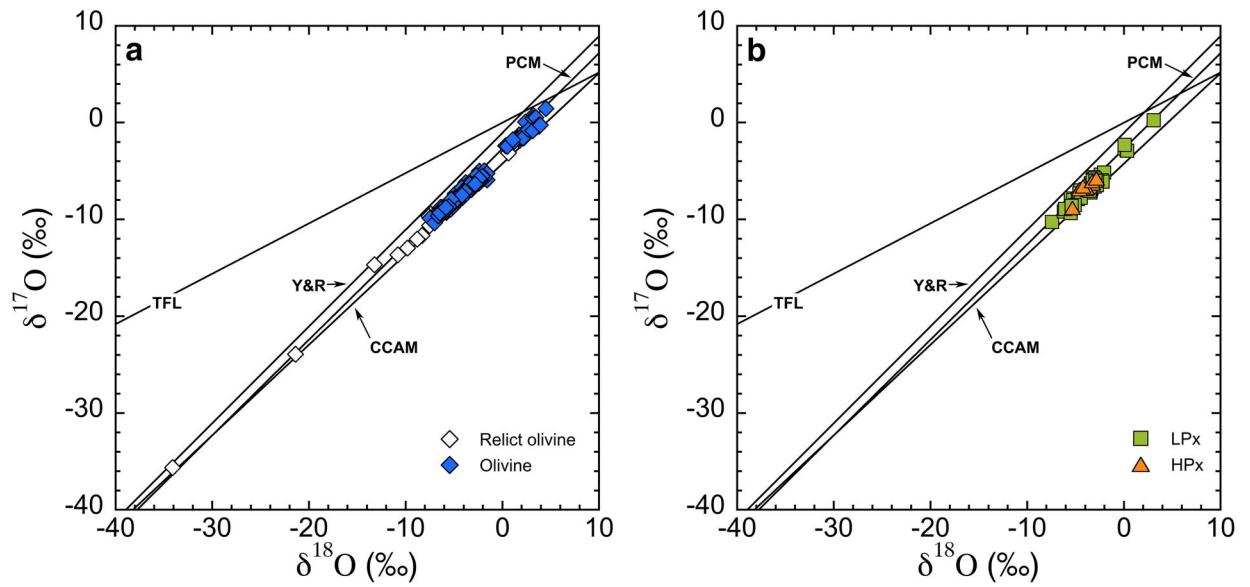 a
b
10
0
-10
-20
-30
-40
δ¹⁷O (‰)
PCM
TFL
Y&R
CCAM
Relict olivine
Olivine
-40
-30
-20
-10
0
10
δ¹⁸O (‰)
10
0
-10
-20
-30
-40
δ¹⁷O (‰)
PCM
TFL
Y&R
CCAM
LPx
HPx
-40
-30
-20
-10
0
10
δ¹⁸O (‰)